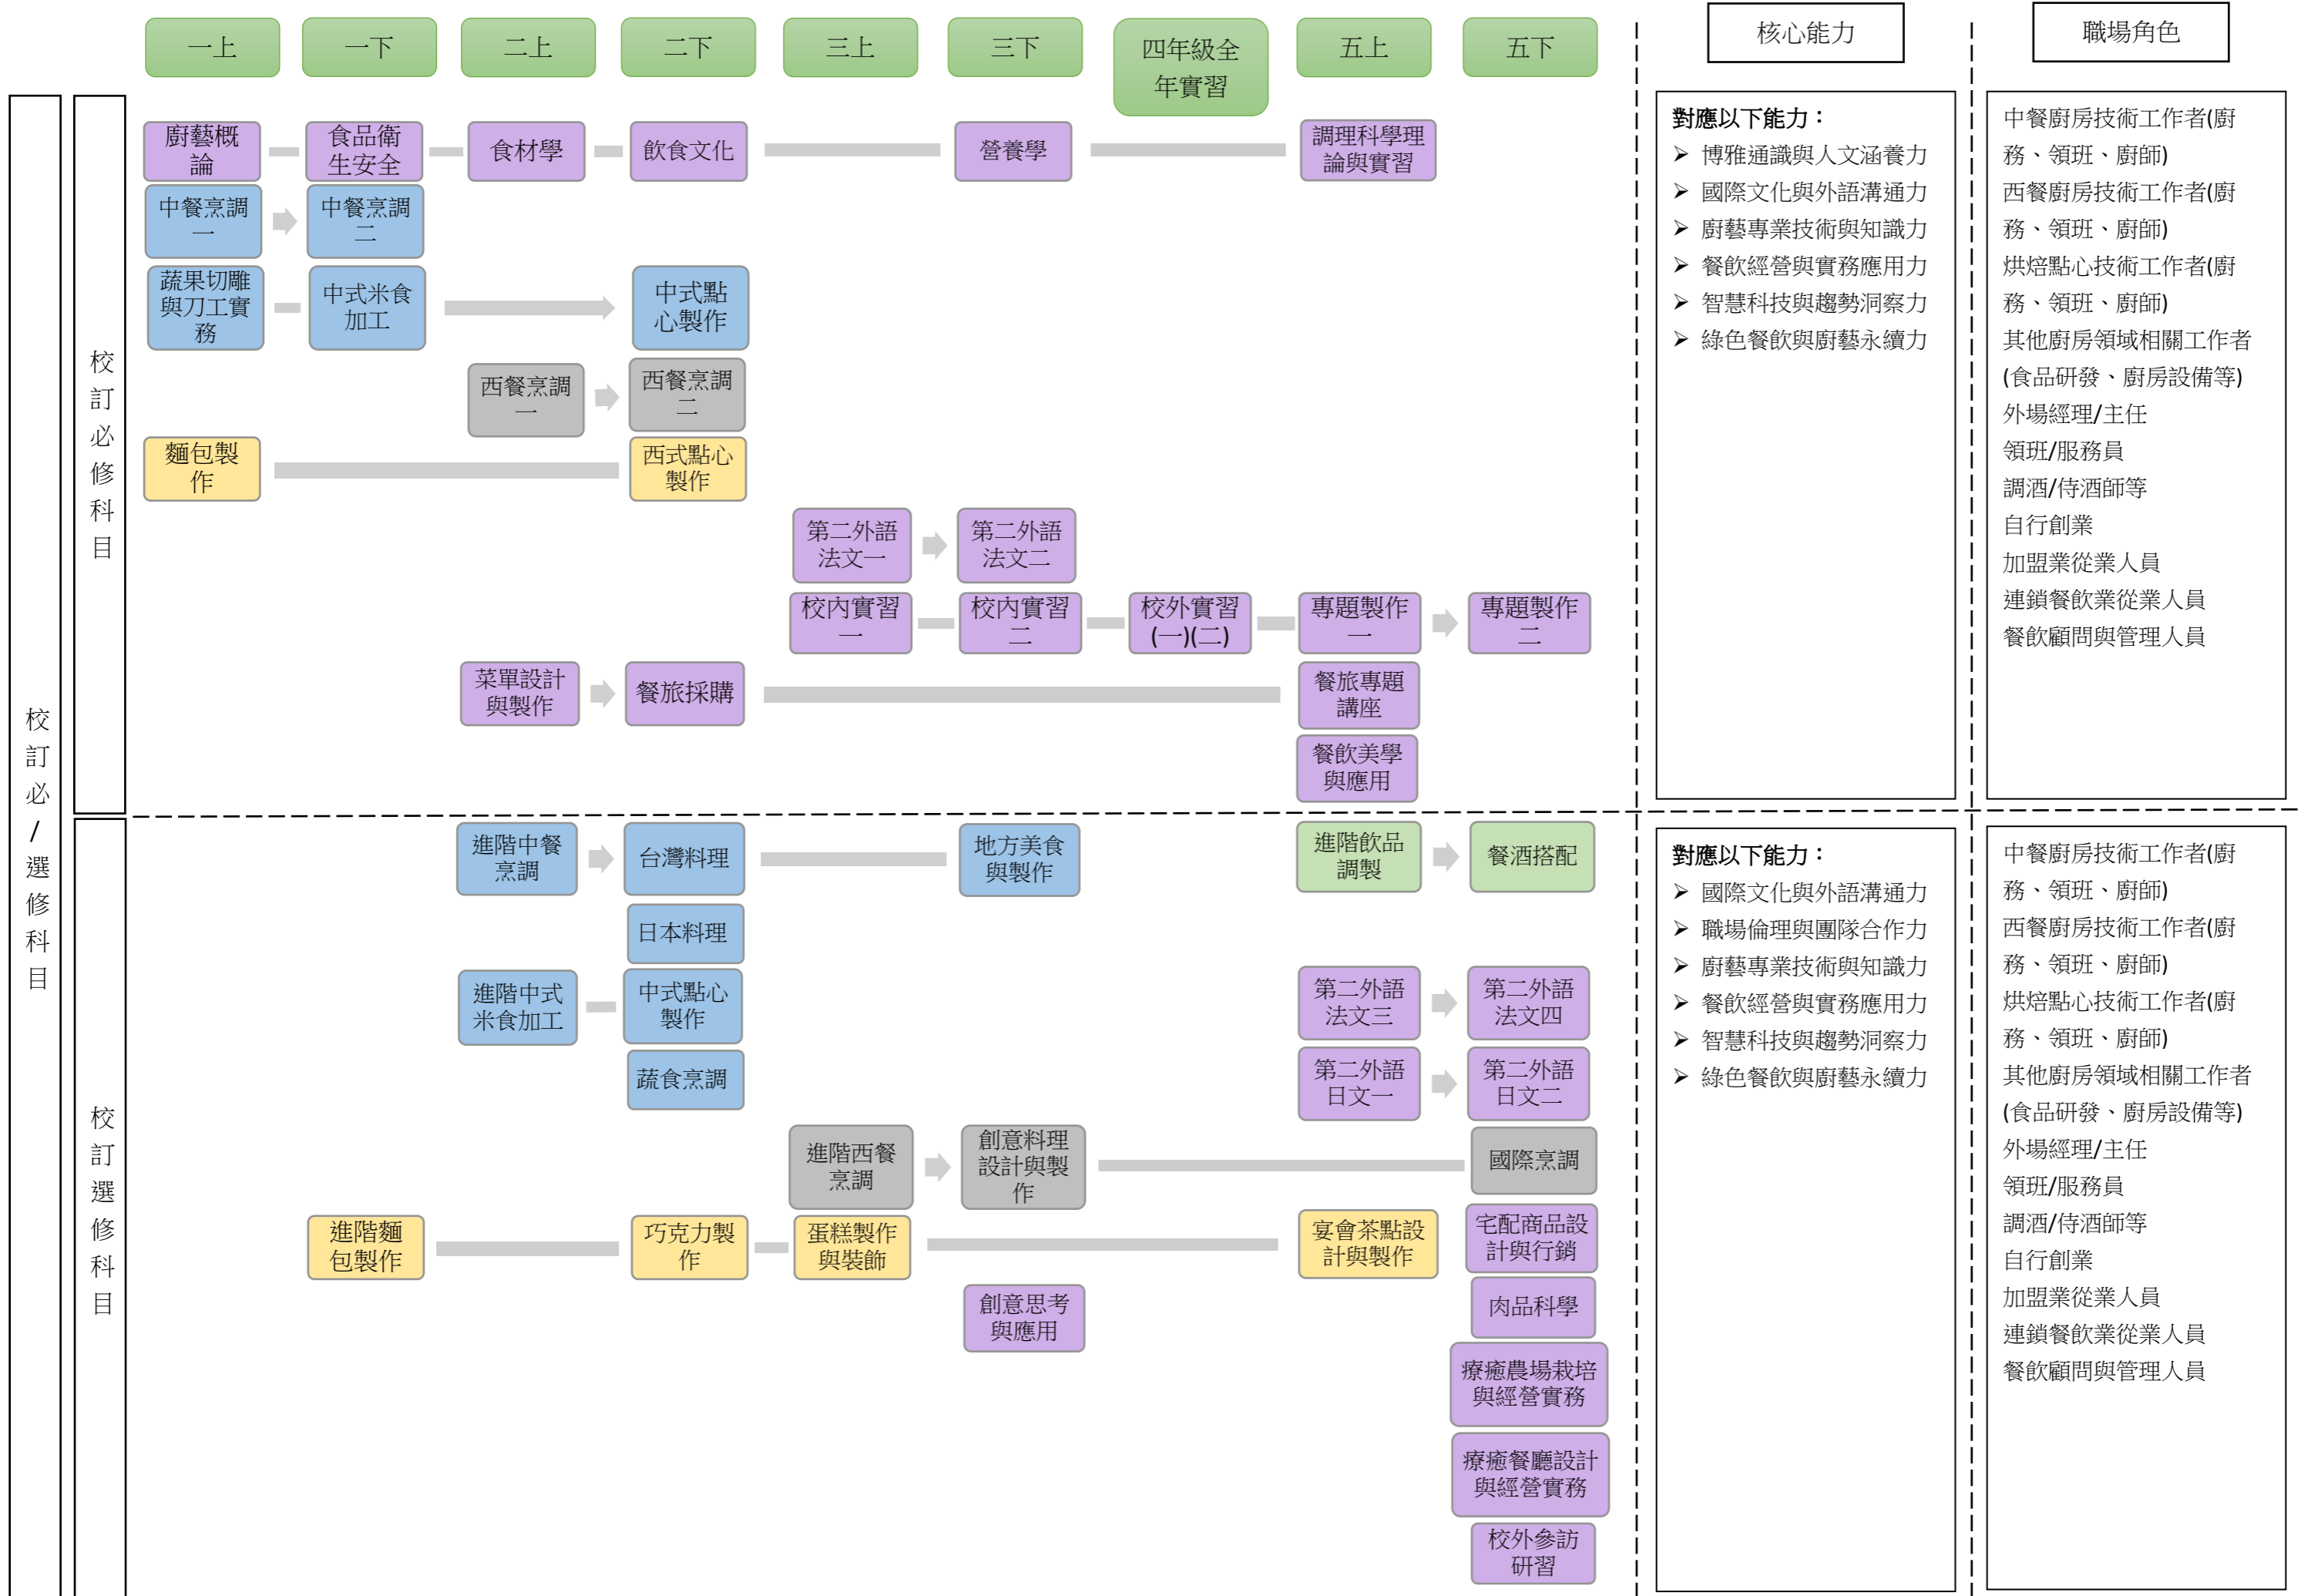 一上
一下
二上
二下
三上
三下
四年級全
年實習
五上
五下
核心能力
職場角色
校訂必/選修科目
校訂必修科目
廚藝概
論
食品衛
生安全
食材學
飲食文化
營養學
調理科學理
論與實習
中餐烹調
一
中餐烹調
二
蔬果切雕
與刀工實
務
中式米食
加工
中式點
心製作
西餐烹調
一
西餐烹調
二
麵包製
作
西式點心
製作
第二外語
法文一
第二外語
法文二
校內實習
一
校內實習
二
校外實習
(一)(二)
專題製作
一
專題製作
二
菜單設計
與製作
餐旅採購
餐旅專題
講座
餐飲美學
與應用
對應以下能力：
➢ 博雅通識與人文涵養力
➢ 國際文化與外語溝通力
➢ 廚藝專業技術與知識力
➢ 餐飲經營與實務應用力
➢ 智慧科技與趨勢洞察力
➢ 綠色餐飲與廚藝永續力
中餐廚房技術工作者(廚
務、領班、廚師)
西餐廚房技術工作者(廚
務、領班、廚師)
烘焙點心技術工作者(廚
務、領班、廚師)
其他廚房領域相關工作者
(食品研發、廚房設備等)
外場經理/主任
領班/服務員
調酒/侍酒師等
自行創業
加盟業從業人員
連鎖餐飲業從業人員
餐飲顧問與管理人員
校訂選修科目
進階中餐
烹調
台灣料理
地方美食
與製作
進階飲品
調製
餐酒搭配
日本料理
進階中式
米食加工
中式點心
製作
第二外語
法文三
第二外語
法文四
蔬食烹調
第二外語
日文一
第二外語
日文二
進階西餐
烹調
創意料理
設計與製
作
國際烹調
進階麵
包製作
巧克力製
作
蛋糕製作
與裝飾
宴會茶點設
計與製作
宅配商品設
計與行銷
創意思考
與應用
肉品科學
療癒農場栽培
與經營實務
療癒餐廳設計
與經營實務
校外參訪
研習
對應以下能力：
➢ 國際文化與外語溝通力
➢ 職場倫理與團隊合作力
➢ 廚藝專業技術與知識力
➢ 餐飲經營與實務應用力
➢ 智慧科技與趨勢洞察力
➢ 綠色餐飲與廚藝永續力
中餐廚房技術工作者(廚
務、領班、廚師)
西餐廚房技術工作者(廚
務、領班、廚師)
烘焙點心技術工作者(廚
務、領班、廚師)
其他廚房領域相關工作者
(食品研發、廚房設備等)
外場經理/主任
領班/服務員
調酒/侍酒師等
自行創業
加盟業從業人員
連鎖餐飲業從業人員
餐飲顧問與管理人員